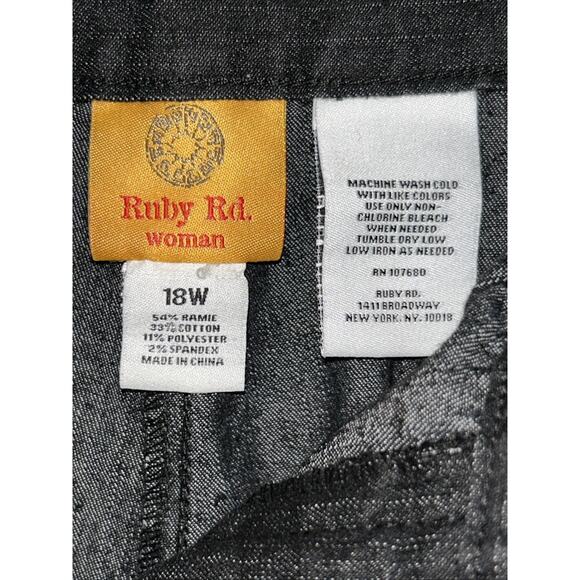 Ruby Rd.
woman
18W
54% RAMIE
33% COTTON
11% POLYESTER
2% SPANDEX
MADE IN CHINA
MACHINE WASH COLD
WITH LIKE COLORS
USE ONLY NON-
CHLORINE BLEACH
WHEN NEEDED
TUMBLE DRY LOW
LOW IRON AS NEEDED
RN 107680
RUBY RD.
1411 BROADWAY
NEW YORK, NY. 10018